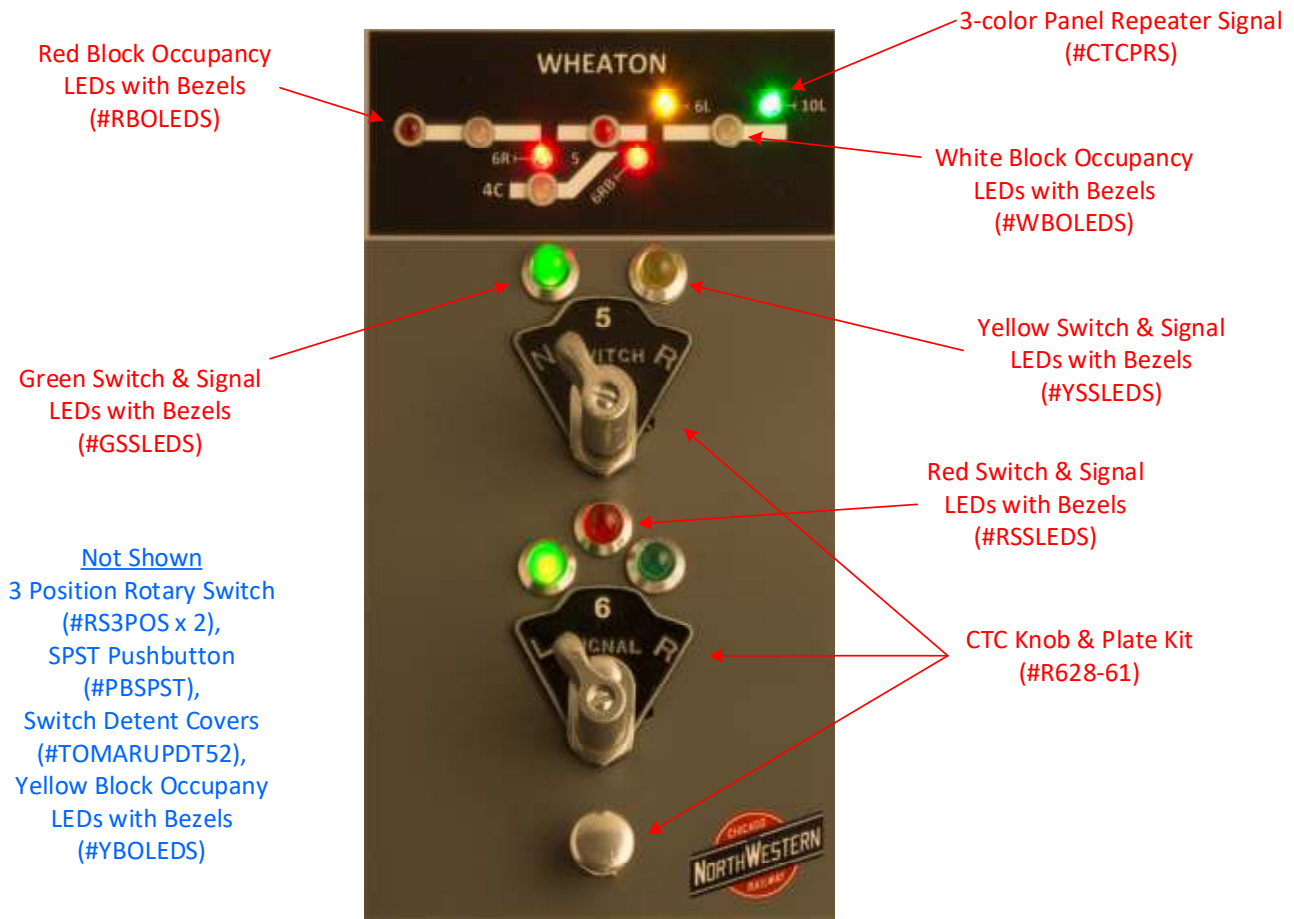 3-color Panel Repeater Signal
(#CTCPRS)
Red Block Occupancy
LEDs with Bezels
(#RBOLEDS)
WHEATON
6L
10L
6R
5
4C
6RB
White Block Occupancy
LEDs with Bezels
(#WBOLEDS)
Green Switch & Signal
LEDs with Bezels
(#GSSLEDS)
5
N SWITCH R
Yellow Switch & Signal
LEDs with Bezels
(#YSSLEDS)
Red Switch & Signal
LEDs with Bezels
(#RSSLEDS)
Not Shown
3 Position Rotary Switch
(#RS3POS x 2),
SPST Pushbutton
(#PBSPST),
Switch Detent Covers
(#TOMARUPDT52),
Yellow Block Occupany
LEDs with Bezels
(#YBOLEDS)
6
L SIGNAL R
CTC Knob & Plate Kit
(#R628-61)
CHICAGO
NORTHWESTERN
RAILWAY